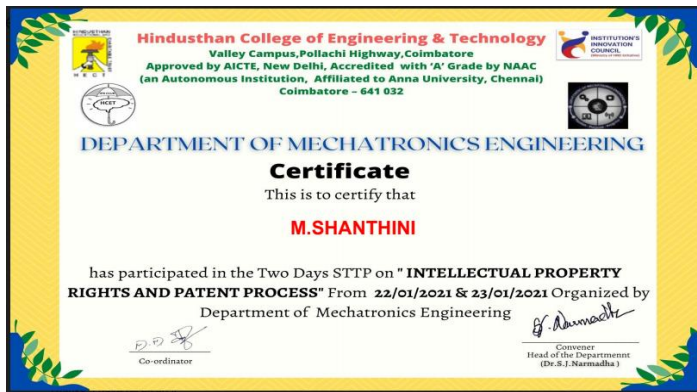 HINDUSTHAN
HECT
Hindusthan College of Engineering & Technology
Valley Campus,Pollachi Highway,Coimbatore
Approved by AICTE, New Delhi, Accredited with ‘A’ Grade by NAAC
(an Autonomous Institution, Affiliated to Anna University, Chennai)
Coimbatore – 641 032
INSTITUTION'S
INNOVATION
COUNCIL
HCET
DEPARTMENT OF MECHATRONICS ENGINEERING
Certificate
This is to certify that
M.SHANTHINI
has participated in the Two Days STTP on " INTELLECTUAL PROPERTY
RIGHTS AND PATENT PROCESS" From 22/01/2021 & 23/01/2021 Organized by
Department of Mechatronics Engineering
Co-ordinator
S.J. Narmadha
Convener
Head of the Departmennt
(Dr.S.J.Narmadha )